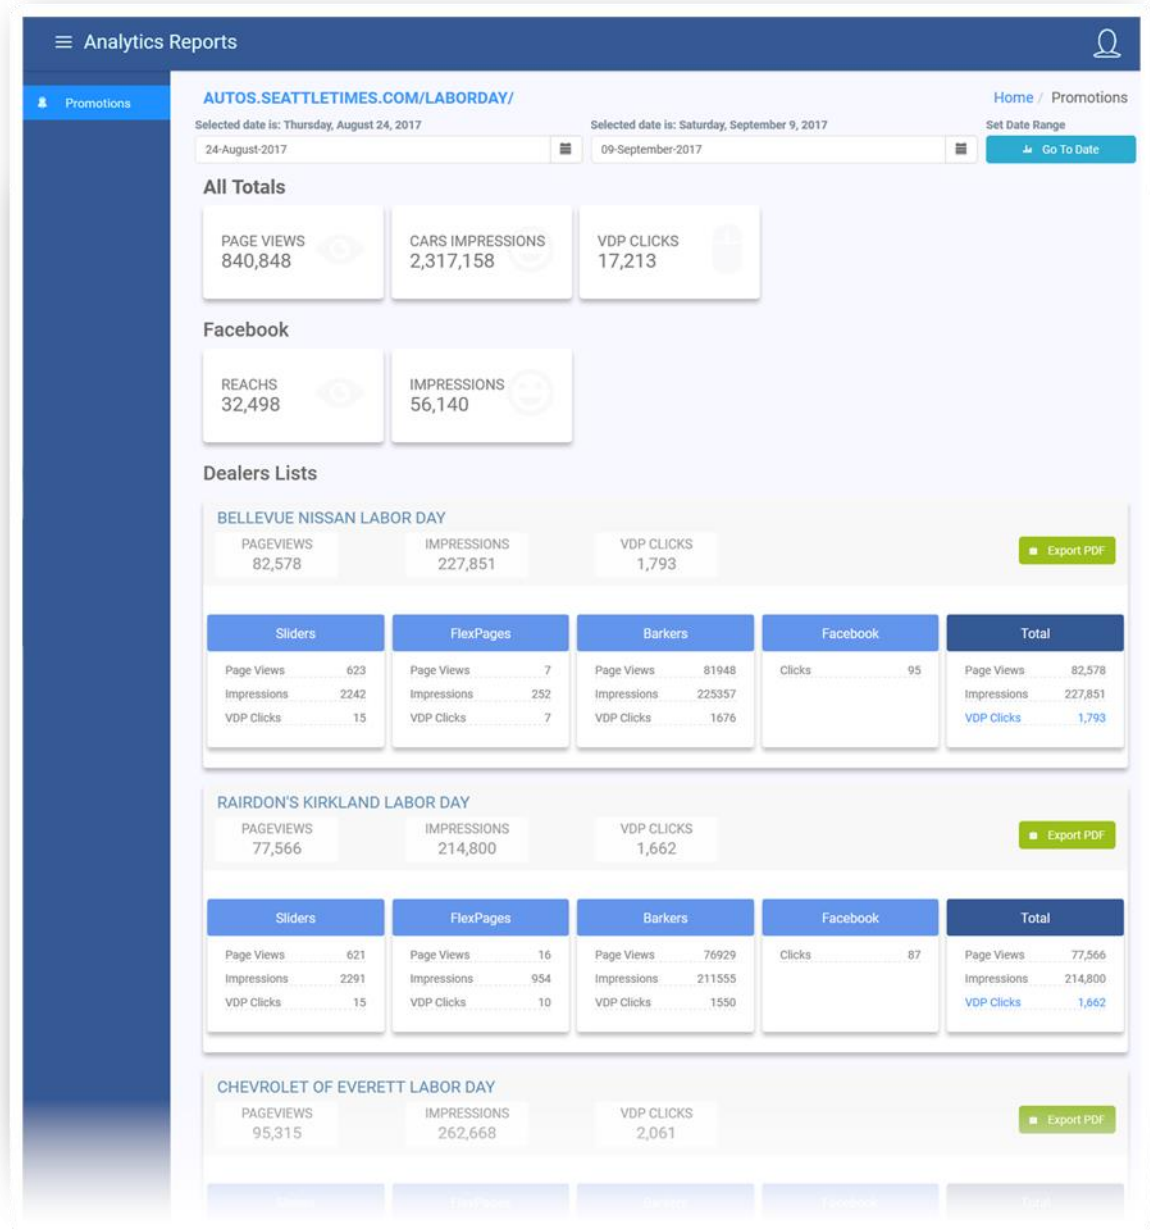 Analytics Reports
Promotions
AUTOS.SEATTLETIMES.COM/LABORDAY/
Home / Promotions
Selected date is: Thursday, August 24, 2017
Selected date is: Saturday, September 9, 2017
Set Date Range
24-August-2017
09-September-2017
Go To Date
All Totals
PAGE VIEWS
840,848
CARS IMPRESSIONS
2,317,158
VDP CLICKS
17,213
Facebook
REACHS
32,498
IMPRESSIONS
56,140
Dealers Lists
BELLEVUE NISSAN LABOR DAY
PAGEVIEWS
82,578
IMPRESSIONS
227,851
VDP CLICKS
1,793
Export PDF
Sliders
Page Views 623
Impressions 2242
VDP Clicks 15
FlexPages
Page Views 7
Impressions 252
VDP Clicks 7
Barkers
Page Views 81948
Impressions 225357
VDP Clicks 1676
Facebook
Clicks 95
Total
Page Views 82,578
Impressions 227,851
VDP Clicks 1,793
RAIRDON'S KIRKLAND LABOR DAY
PAGEVIEWS
77,566
IMPRESSIONS
214,800
VDP CLICKS
1,662
Export PDF
Sliders
Page Views 621
Impressions 2291
VDP Clicks 15
FlexPages
Page Views 16
Impressions 954
VDP Clicks 10
Barkers
Page Views 76929
Impressions 211555
VDP Clicks 1550
Facebook
Clicks 87
Total
Page Views 77,566
Impressions 214,800
VDP Clicks 1,662
CHEVROLET OF EVERETT LABOR DAY
PAGEVIEWS
95,315
IMPRESSIONS
262,668
VDP CLICKS
2,061
Export PDF